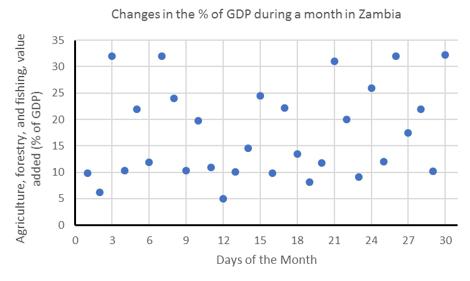 Changes in the % of GDP during a month in Zambia
Agriculture, forestry, and fishing, value
added (% of GDP)
35
30
25
20
15
10
5
0
0 3 6 9 12 15 18 21 24 27 30
Days of the Month